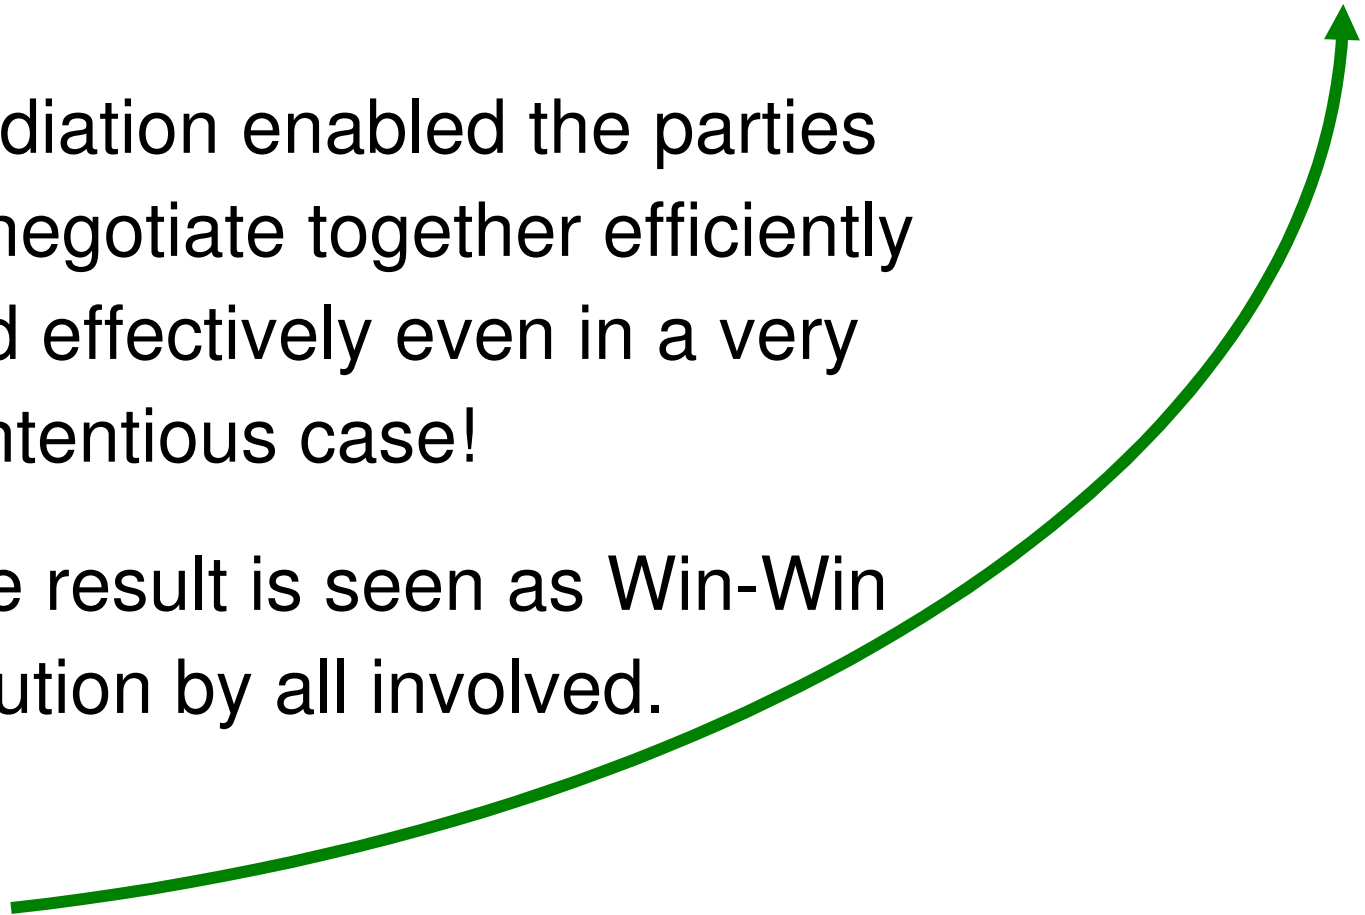 diation enabled the parties
negotiate together efficiently
d effectively even in a very
ntentious case!
e result is seen as Win-Win
ution by all involved.